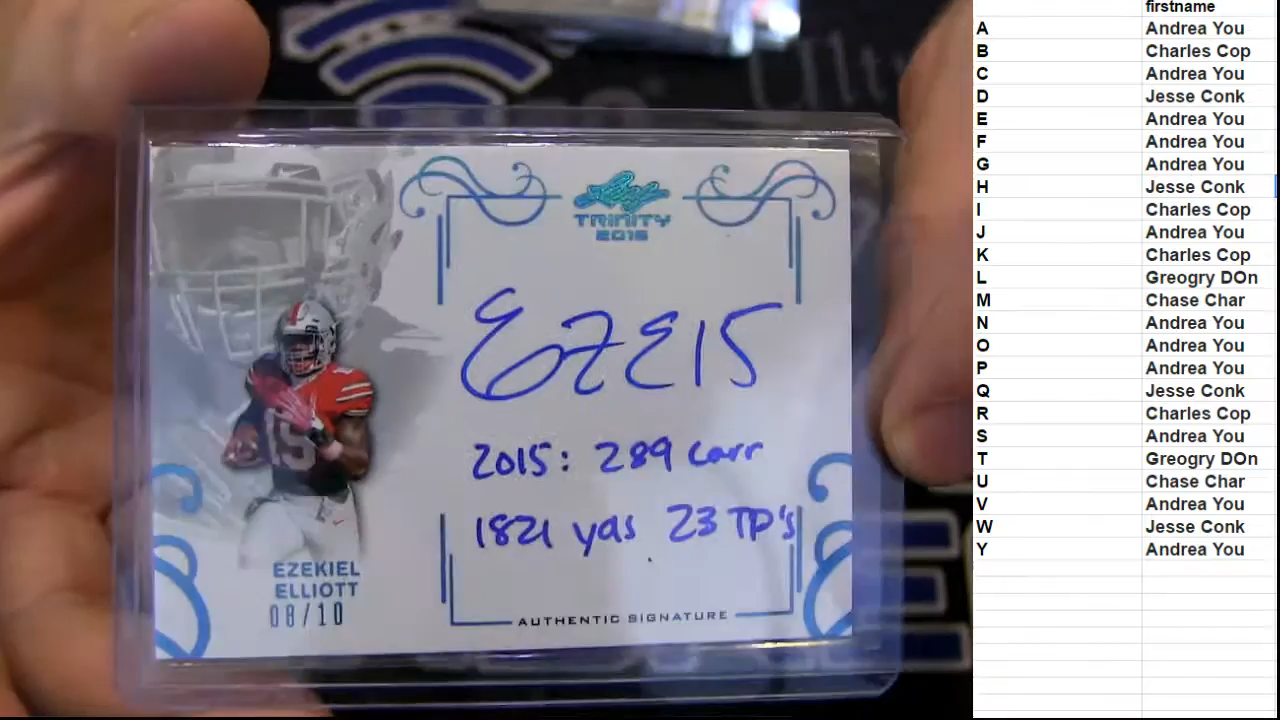 Leaf
TRINITY
2016
EZE15
2015: 289 Carr
1821 yds 23 TD's
EZEKIEL
ELLIOTT
08/10
AUTHENTIC SIGNATURE
15
firstname
A Andrea You
B Charles Cop
C Andrea You
D Jesse Conk
E Andrea You
F Andrea You
G Andrea You
H Jesse Conk
I Charles Cop
J Andrea You
K Charles Cop
L Greogry DOn
M Chase Char
N Andrea You
O Andrea You
P Andrea You
Q Jesse Conk
R Charles Cop
S Andrea You
T Greogry DOn
U Chase Char
V Andrea You
W Jesse Conk
Y Andrea You